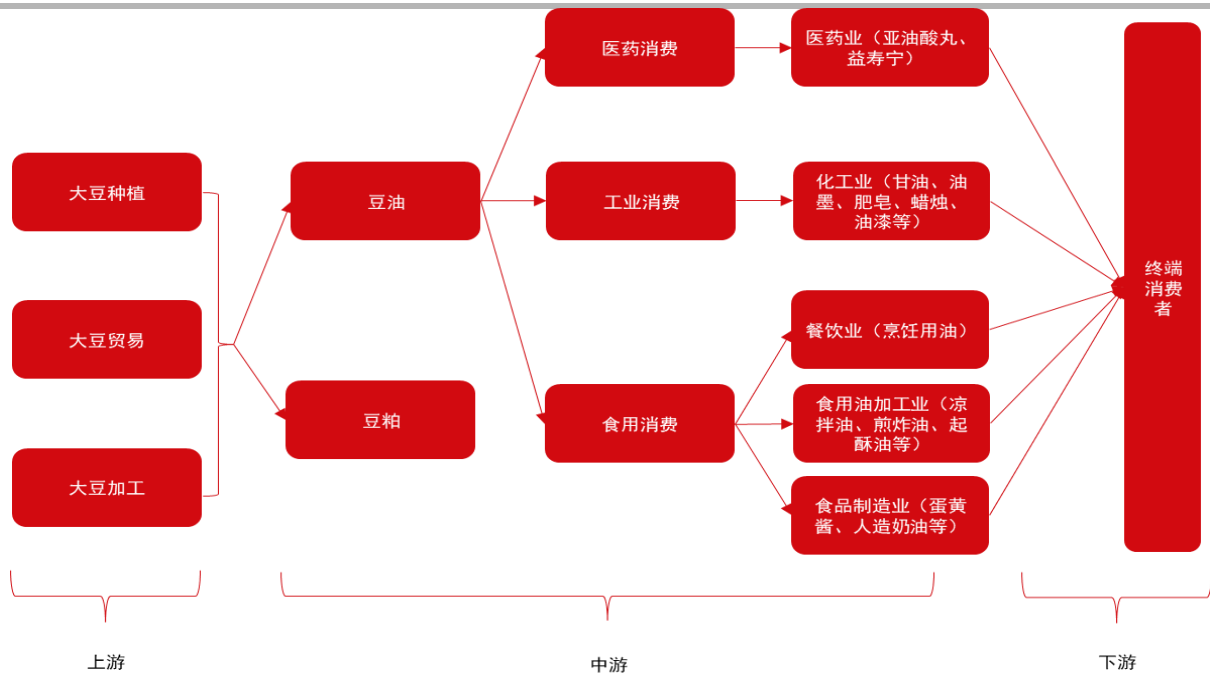 大豆种植
大豆贸易
大豆加工
豆油
豆粕
医药消费
工业消费
食用消费
医药业（亚油酸丸、
益寿宁）
化工业（甘油、油
墨、肥皂、蜡烛、
油漆等）
餐饮业（烹饪用油）
食用油加工业（凉
拌油、煎炸油、起
酥油等）
食品制造业（蛋黄
酱、人造奶油等）
终端
消费
者
上游
中游
下游